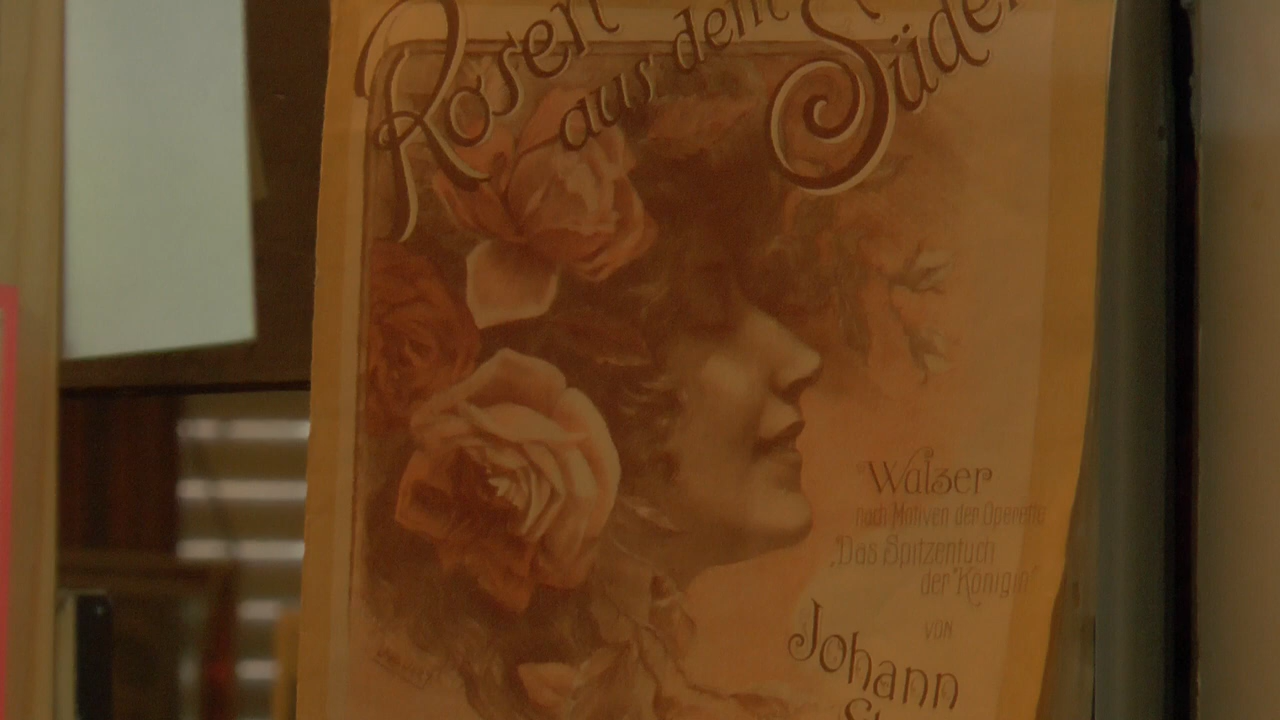 Rosen
aus dem
Süden
Walzer
nach Motiven der Operette
„Das Spitzentuch
der Königin“
von
Johann